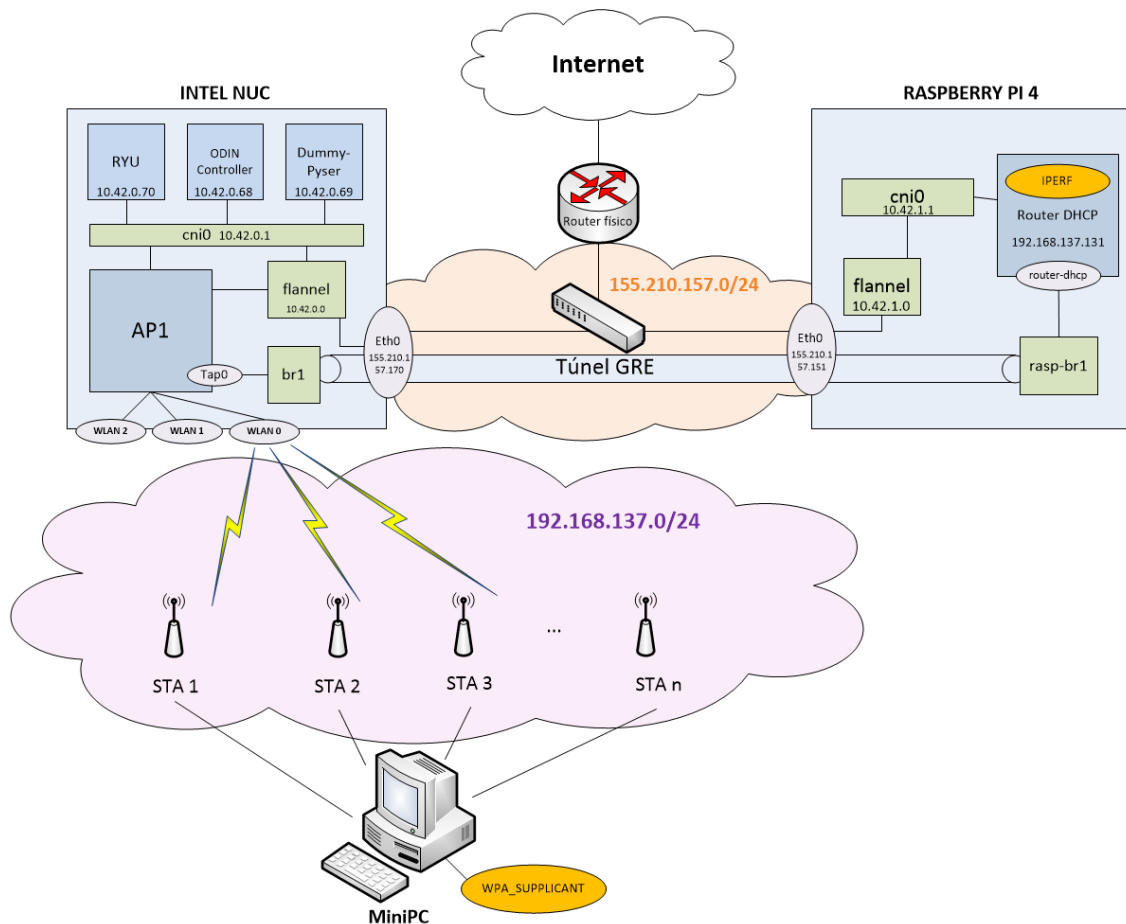 Internet
INTEL NUC
RASPBERRY PI 4
RYU
10.42.0.70
ODIN
Controller
10.42.0.68
Dummy-
Pyser
10.42.0.69
cni0 10.42.0.1
AP1
flannel
10.42.0.0
Tap0
br1
WLAN 2
WLAN 1
WLAN 0
Eth0
155.210.1
57.170
Router físico
155.210.157.0/24
Túnel GRE
Eth0
155.210.1
57.151
cni0
10.42.1.1
flannel
10.42.1.0
IPERF
Router DHCP
192.168.137.131
router-dhcp
rasp-br1
192.168.137.0/24
...
STA 1
STA 2
STA 3
STA n
WPA_SUPPLICANT
MiniPC